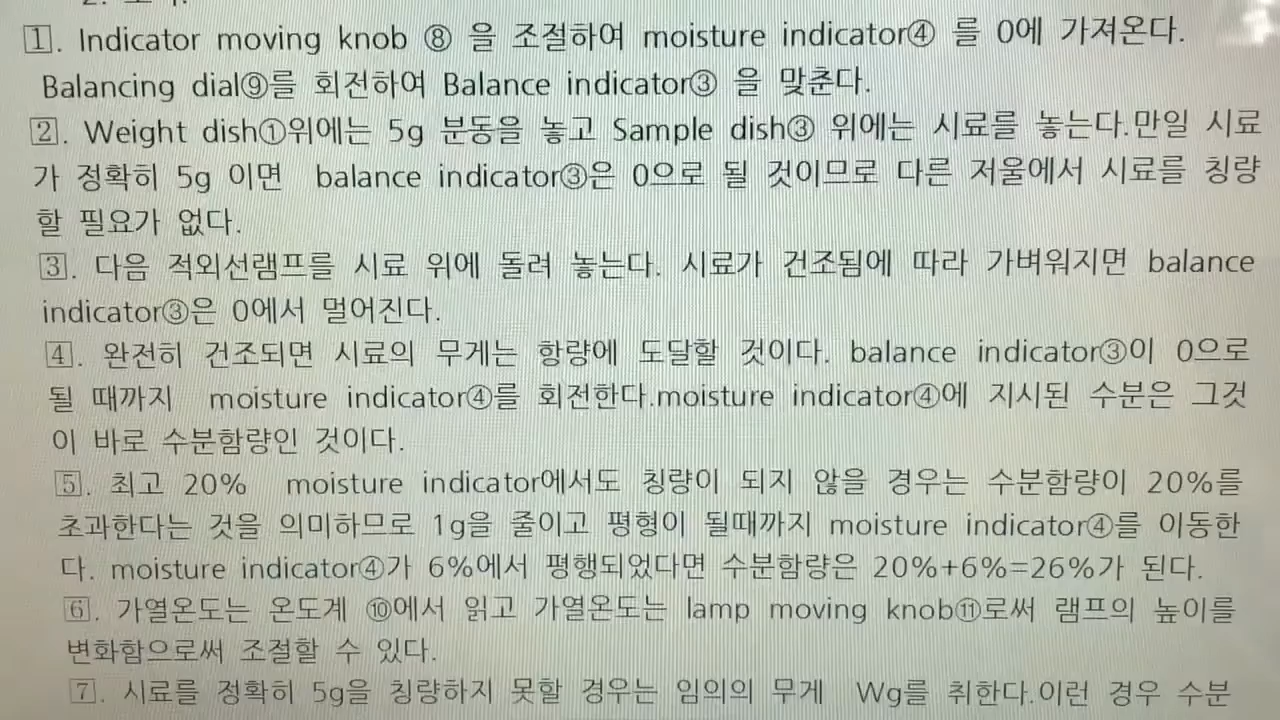 1. Indicator moving knob ⑧ 을 조절하여 moisture indicator④ 를 0에 가져온다.
Balancing dial⑨를 회전하여 Balance indicator③ 을 맞춘다.
2. Weight dish①위에는 5g 분동을 놓고 Sample dish③ 위에는 시료를 놓는다.만일 시료
가 정확히 5g 이면 balance indicator③은 0으로 될 것이므로 다른 저울에서 시료를 칭량
할 필요가 없다.
3. 다음 적외선램프를 시료 위에 돌려 놓는다. 시료가 건조됨에 따라 가벼워지면 balance
indicator③은 0에서 멀어진다.
4. 완전히 건조되면 시료의 무게는 항량에 도달할 것이다. balance indicator③이 0으로
될 때까지 moisture indicator④를 회전한다.moisture indicator④에 지시된 수분은 그것
이 바로 수분함량인 것이다.
5. 최고 20% moisture indicator에서도 칭량이 되지 않을 경우는 수분함량이 20%를
초과한다는 것을 의미하므로 1g을 줄이고 평형이 될때까지 moisture indicator④를 이동한
다. moisture indicator④가 6%에서 평행되었다면 수분함량은 20%+6%=26%가 된다.
6. 가열온도는 온도계 ⑩에서 읽고 가열온도는 lamp moving knob⑪로써 램프의 높이를
변화함으로써 조절할 수 있다.
7. 시료를 정확히 5g을 칭량하지 못할 경우는 임의의 무게 Wg를 취한다.이런 경우 수분